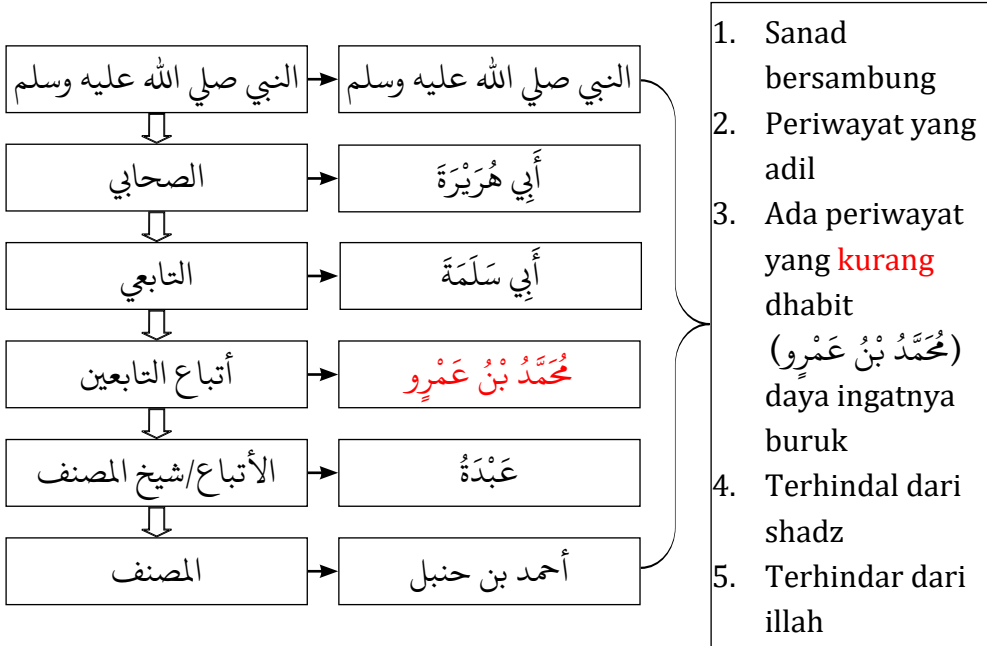 النبي صلي الله عليه وسلم
النبي صلي الله عليه وسلم
الصحابي
أَبِي هُرَيْرَةَ
التابعي
أَبِي سَلَمَةَ
أتباع التابعين
مُحَمَّدُ بْنُ عَمْرٍو
الأتباع/شيخ المصنف
عَبْدَةُ
المصنف
أحمد بن حنبل
1. Sanad
bersambung
2. Periwayat yang
adil
3. Ada periwayat
yang kurang
dhabit
(مُحَمَّدُ بْنُ عَمْرٍو)
daya ingatnya
buruk
4. Terhindal dari
shadz
5. Terhindar dari
illah